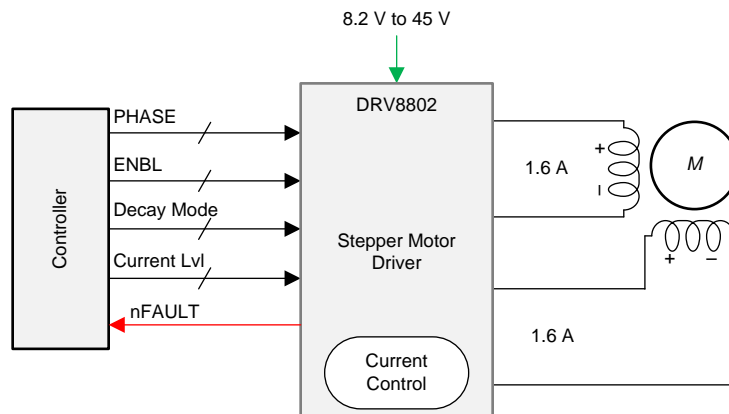 8.2 V to 45 V
DRV8802
Controller
PHASE
ENBL
Decay Mode
Current Lvl
nFAULT
Stepper Motor
Driver
Current
Control
+
1.6 A
–
M
+ –
1.6 A